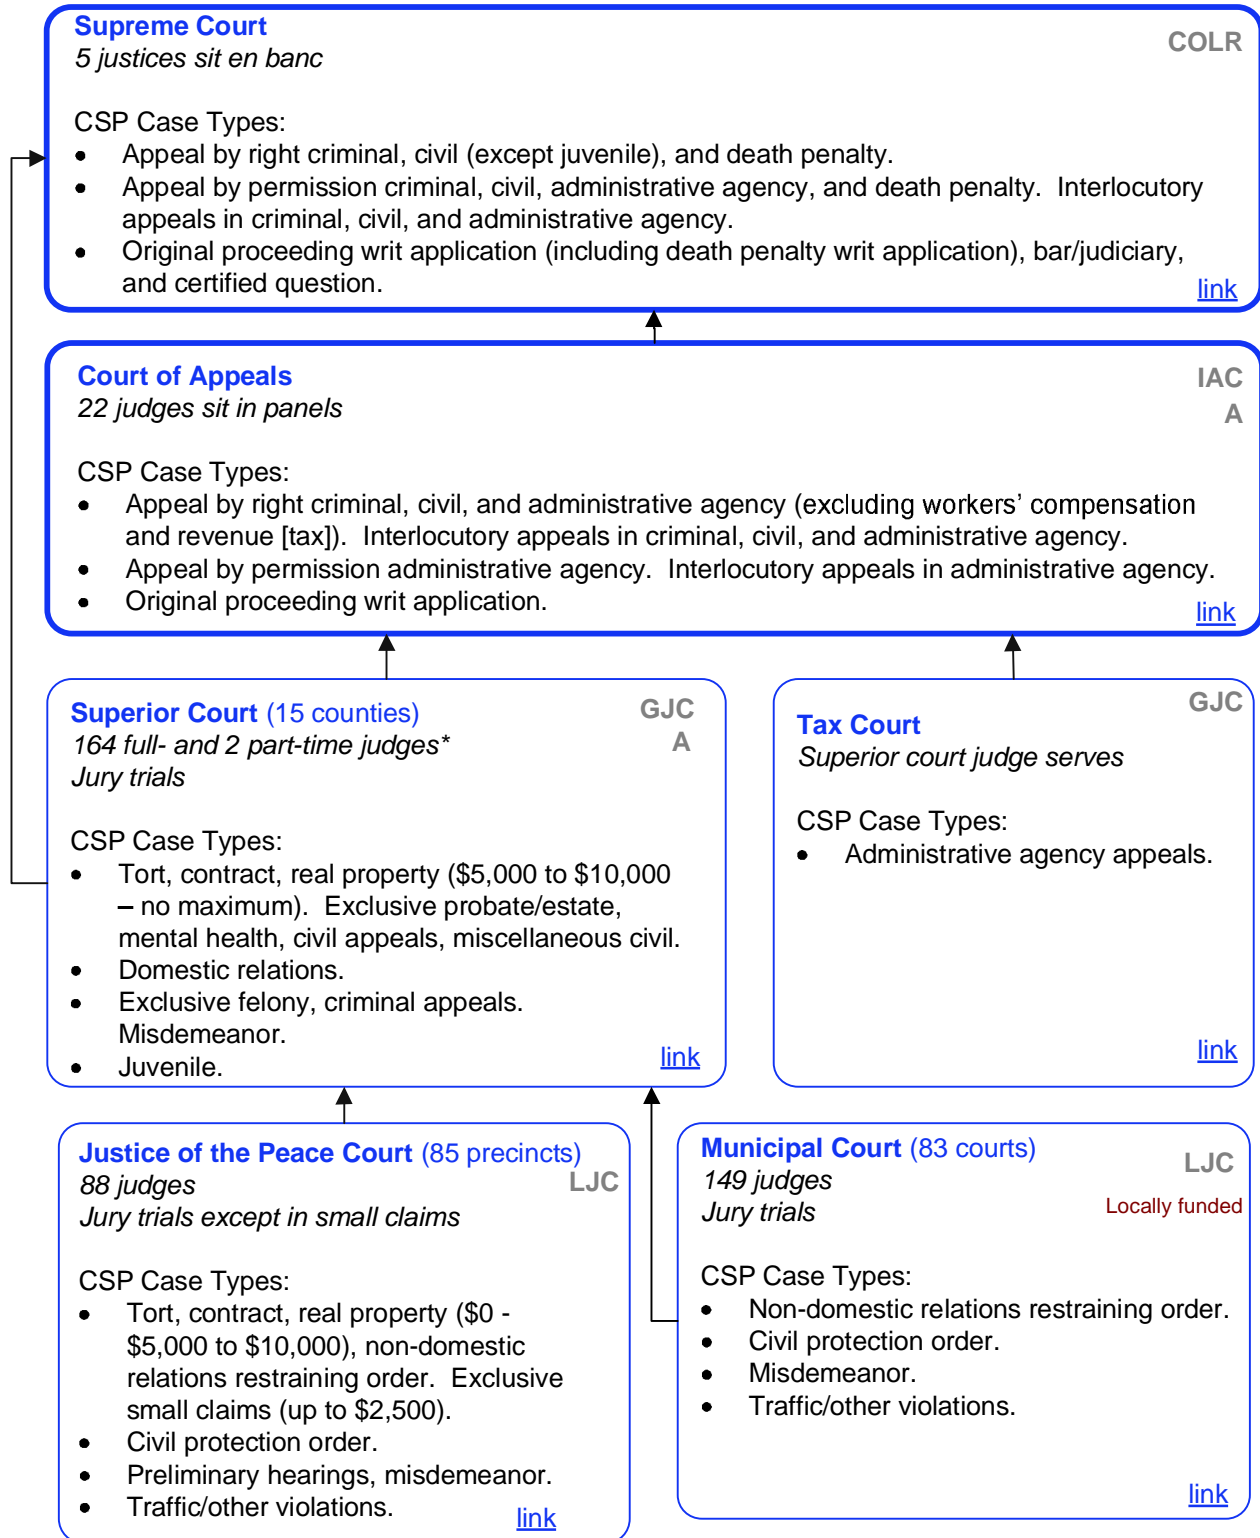 Supreme Court
COLR
5 justices sit en banc
CSP Case Types:
• Appeal by right criminal, civil (except juvenile), and death penalty.
• Appeal by permission criminal, civil, administrative agency, and death penalty.  Interlocutory
appeals in criminal, civil, and administrative agency.
• Original proceeding writ application (including death penalty writ application), bar/judiciary,
and certified question.
link
Court of Appeals
IAC
22 judges sit in panels
A
CSP Case Types:
• Appeal by right criminal, civil, and administrative agency (excluding workers’ compensation
and revenue [tax]).  Interlocutory appeals in criminal, civil, and administrative agency.
• Appeal by permission administrative agency.  Interlocutory appeals in administrative agency.
• Original proceeding writ application.
link
Superior Court (15 counties)
GJC
164 full- and 2 part-time judges*
A
Jury trials
CSP Case Types:
• Tort, contract, real property ($5,000 to $10,000
– no maximum).  Exclusive probate/estate,
mental health, civil appeals, miscellaneous civil.
• Domestic relations.
• Exclusive felony, criminal appeals.
Misdemeanor.
• Juvenile.
link
GJC
Tax Court
Superior court judge serves
CSP Case Types:
• Administrative agency appeals.
link
Justice of the Peace Court (85 precincts)
88 judges
LJC
Jury trials except in small claims
CSP Case Types:
• Tort, contract, real property ($0 -
$5,000 to $10,000), non-domestic
relations restraining order.  Exclusive
small claims (up to $2,500).
• Civil protection order.
• Preliminary hearings, misdemeanor.
• Traffic/other violations.
link
Municipal Court (83 courts)
LJC
149 judges
Jury trials
Locally funded
CSP Case Types:
• Non-domestic relations restraining order.
• Civil protection order.
• Misdemeanor.
• Traffic/other violations.
link